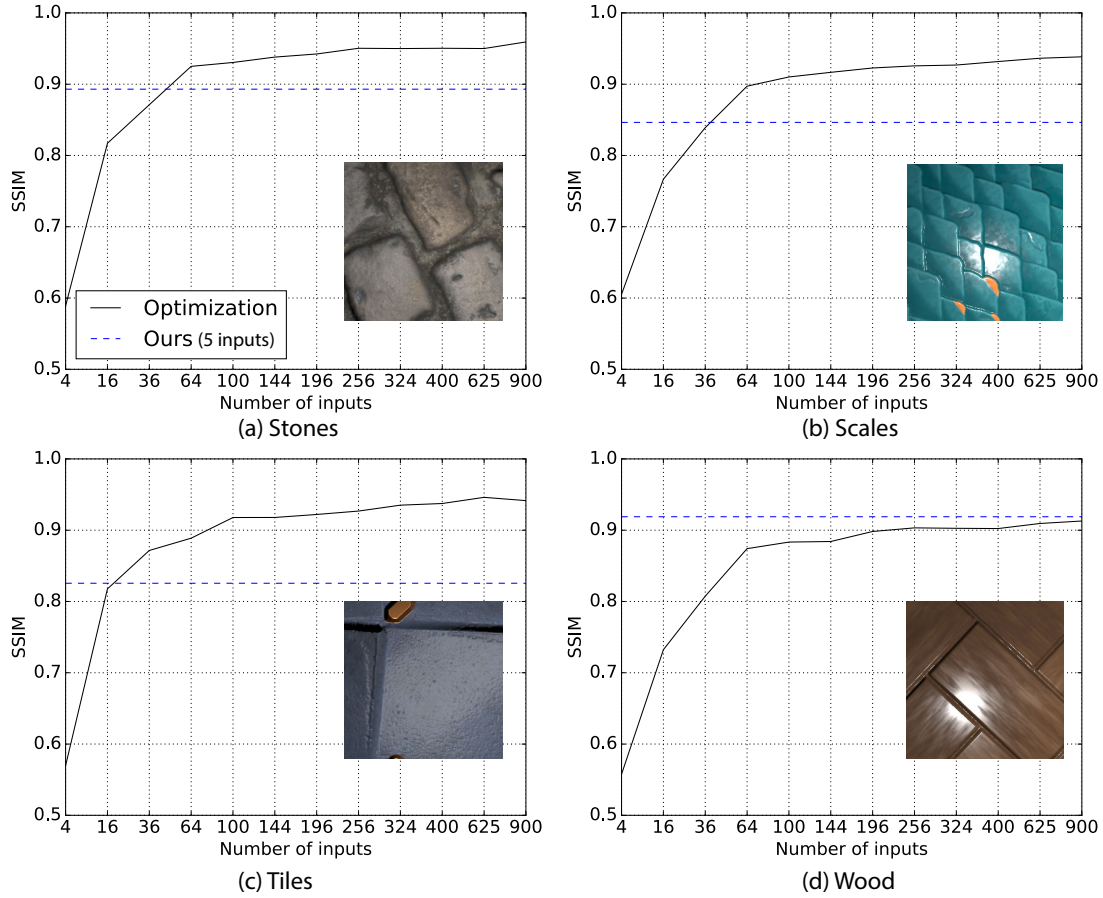 1.0
0.9
0.8
0.7
0.6
0.5
SSIM
Optimization
Ours (5 inputs)
4 16 36 64 100 144 196 256 324 400 625 900
Number of inputs
(a) Stones
1.0
0.9
0.8
0.7
0.6
0.5
SSIM
4 16 36 64 100 144 196 256 324 400 625 900
Number of inputs
(b) Scales
1.0
0.9
0.8
0.7
0.6
0.5
SSIM
4 16 36 64 100 144 196 256 324 400 625 900
Number of inputs
(c) Tiles
1.0
0.9
0.8
0.7
0.6
0.5
SSIM
4 16 36 64 100 144 196 256 324 400 625 900
Number of inputs
(d) Wood